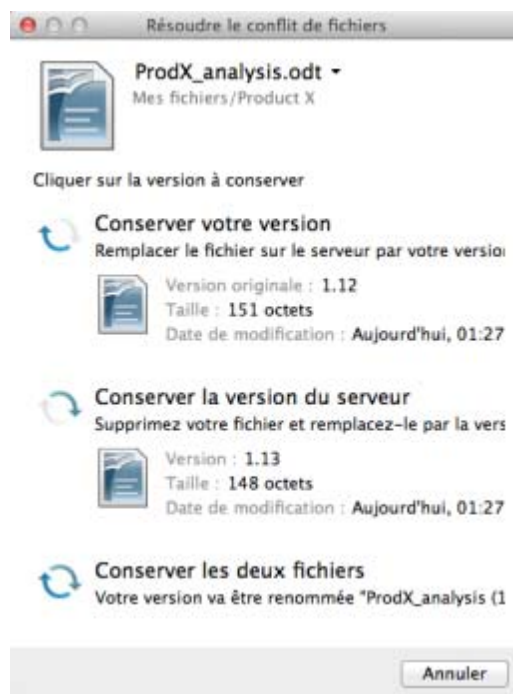 Résoudre le conflit de fichiers
ProdX_analysis.odt
Mes fichiers/Product X
Cliquer sur la version à conserver
Conserver votre version
Remplacer le fichier sur le serveur par votre versio
Version originale : 1.12
Taille : 151 octets
Date de modification : Aujourd'hui, 01:27
Conserver la version du serveur
Supprimez votre fichier et remplacez-le par la vers
Version : 1.13
Taille : 148 octets
Date de modification : Aujourd'hui, 01:27
Conserver les deux fichiers
Votre version va être renommée "ProdX_analysis (1
Annuler